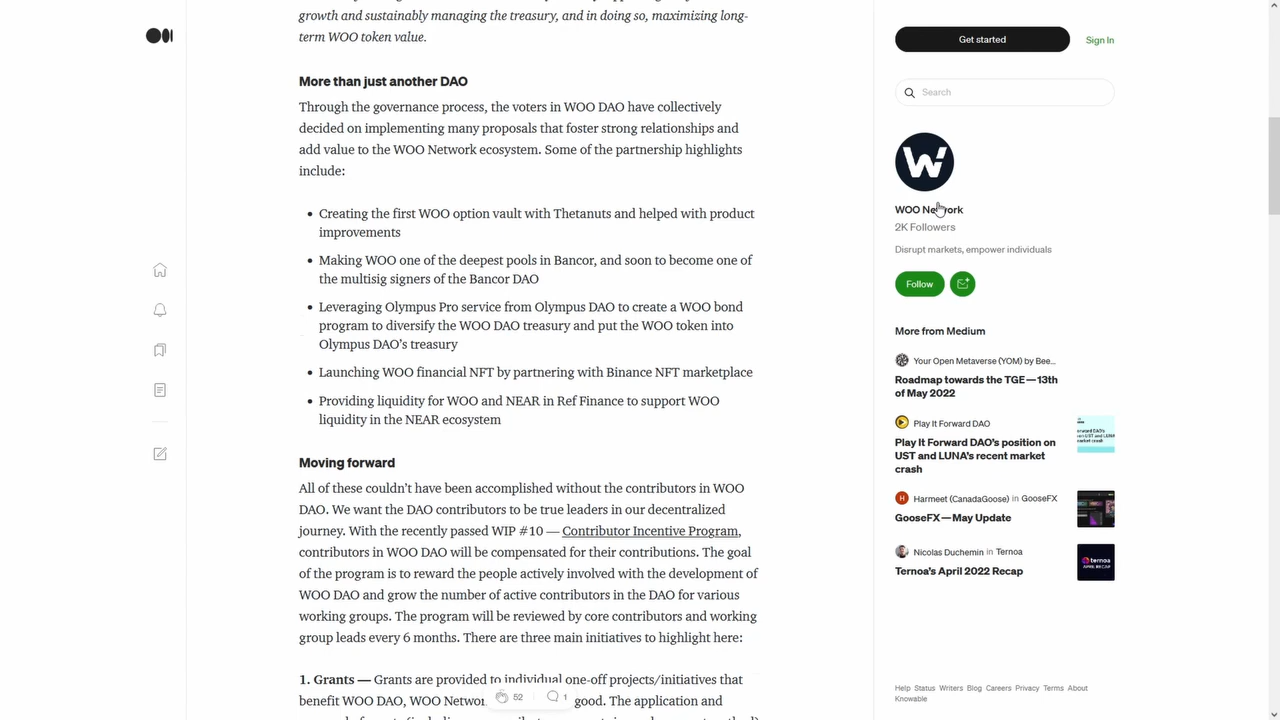 growth and sustainably managing the treasury, and in doing so, maximizing long-
term WOO token value.
More than just another DAO
Through the governance process, the voters in WOO DAO have collectively
decided on implementing many proposals that foster strong relationships and
add value to the WOO Network ecosystem. Some of the partnership highlights
include:
• Creating the first WOO option vault with Thetanuts and helped with product
improvements
• Making WOO one of the deepest pools in Bancor, and soon to become one of
the multisig signers of the Bancor DAO
• Leveraging Olympus Pro service from Olympus DAO to create a WOO bond
program to diversify the WOO DAO treasury and put the WOO token into
Olympus DAO’s treasury
• Launching WOO financial NFT by partnering with Binance NFT marketplace
• Providing liquidity for WOO and NEAR in Ref Finance to support WOO
liquidity in the NEAR ecosystem
Moving forward
All of these couldn’t have been accomplished without the contributors in WOO
DAO. We want the DAO contributors to be true leaders in our decentralized
journey. With the recently passed WIP #10 — Contributor Incentive Program,
contributors in WOO DAO will be compensated for their contributions. The goal
of the program is to reward the people actively involved with the development of
WOO DAO and grow the number of active contributors in the DAO for various
working groups. The program will be reviewed by core contributors and working
group leads every 6 months. There are three main initiatives to highlight here:
1. Grants — Grants are provided to individual one-off projects/initiatives that
benefit WOO DAO, WOO Networ good. The application and
52 1
Get started
Sign In
Search
W
WOO Network
2K Followers
Disrupt markets, empower individuals
Follow
More from Medium
Your Open Metaverse (YOM) by Bee...
Roadmap towards the TGE — 13th
of May 2022
Play It Forward DAO
Play It Forward DAO’s position on
UST and LUNA’s recent market
crash
H Harmeet (CanadaGoose) in GooseFX
GooseFX — May Update
Nicolas Duchemin in Ternoa
Ternoa’s April 2022 Recap
ternoa
APRIL RECAP
Help Status Writers Blog Careers Privacy Terms About
Knowable